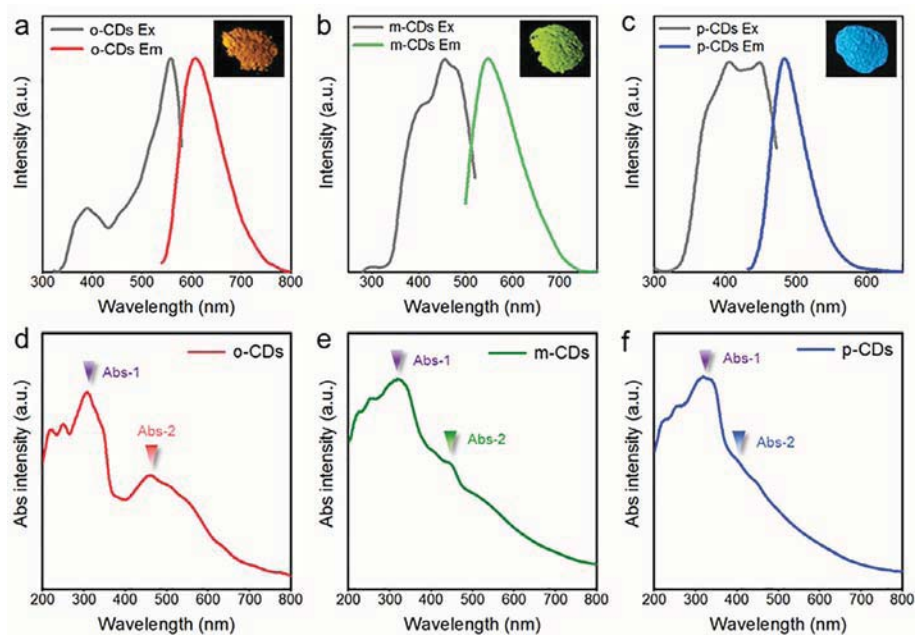 a
o-CDs Ex
o-CDs Em
Intensity (a.u.)
300 400 500 600 700 800
Wavelength (nm)
b
m-CDs Ex
m-CDs Em
Intensity (a.u.)
300 400 500 600 700
Wavelength (nm)
c
p-CDs Ex
p-CDs Em
Intensity (a.u.)
300 400 500 600
Wavelength (nm)
d
o-CDs
Abs-1
Abs-2
Abs intensity (a.u.)
200 300 400 500 600 700 800
Wavelength (nm)
e
m-CDs
Abs-1
Abs-2
Abs intensity (a.u.)
200 300 400 500 600 700 800
Wavelength (nm)
f
p-CDs
Abs-1
Abs-2
Abs intensity (a.u.)
200 300 400 500 600 700 800
Wavelength (nm)